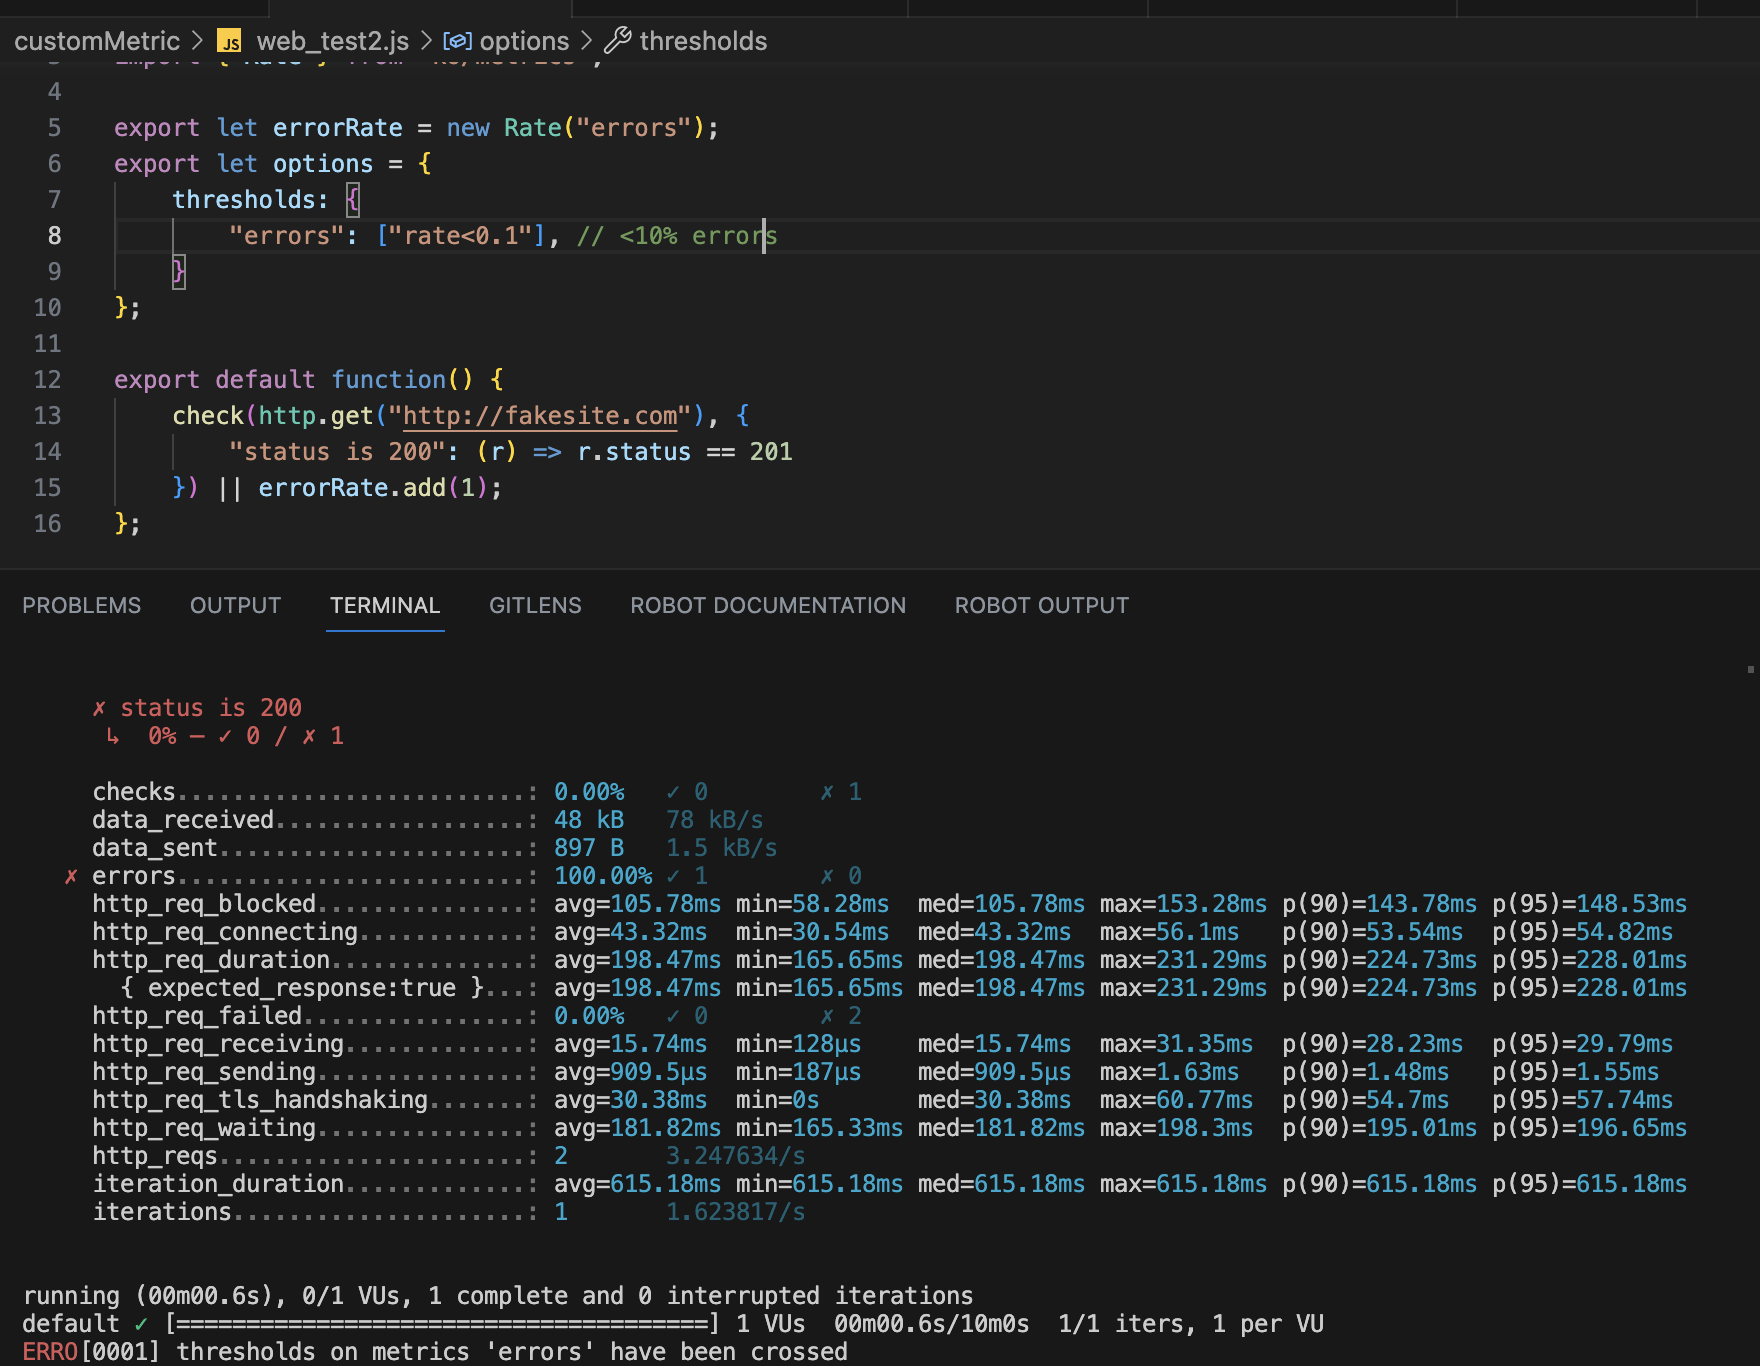 customMetric > JS web_test2.js > options > thresholds
4
5 export let errorRate = new Rate("errors");
6 export let options = {
7 thresholds: {
8 "errors": ["rate<0.1"], // <10% errors
9 }
10 };
11
12 export default function() {
13 check(http.get("http://fakesite.com"), {
14 "status is 200": (r) => r.status == 201
15 }) || errorRate.add(1);
16 };
PROBLEMS OUTPUT TERMINAL GITLENS ROBOT DOCUMENTATION ROBOT OUTPUT
✗ status is 200
↳ 0% — ✓ 0 / ✗ 1
checks.........................: 0.00% ✓ 0 ✗ 1
data_received..................: 48 kB 78 kB/s
data_sent......................: 897 B 1.5 kB/s
✗ errors.........................: 100.00% ✓ 1 ✗ 0
http_req_blocked...............: avg=105.78ms min=58.28ms med=105.78ms max=153.28ms p(90)=143.78ms p(95)=148.53ms
http_req_connecting............: avg=43.32ms min=30.54ms med=43.32ms max=56.1ms p(90)=53.54ms p(95)=54.82ms
http_req_duration..............: avg=198.47ms min=165.65ms med=198.47ms max=231.29ms p(90)=224.73ms p(95)=228.01ms
{ expected_response:true }...: avg=198.47ms min=165.65ms med=198.47ms max=231.29ms p(90)=224.73ms p(95)=228.01ms
http_req_failed................: 0.00% ✓ 0 ✗ 2
http_req_receiving.............: avg=15.74ms min=128µs med=15.74ms max=31.35ms p(90)=28.23ms p(95)=29.79ms
http_req_sending...............: avg=909.5µs min=187µs med=909.5µs max=1.63ms p(90)=1.48ms p(95)=1.55ms
http_req_tls_handshaking.......: avg=30.38ms min=0s med=30.38ms max=60.77ms p(90)=54.7ms p(95)=57.74ms
http_req_waiting...............: avg=181.82ms min=165.33ms med=181.82ms max=198.3ms p(90)=195.01ms p(95)=196.65ms
http_reqs......................: 2 3.247634/s
iteration_duration.............: avg=615.18ms min=615.18ms med=615.18ms max=615.18ms p(90)=615.18ms p(95)=615.18ms
iterations.....................: 1 1.623817/s
running (00m00.6s), 0/1 VUs, 1 complete and 0 interrupted iterations
default ✓ [======================================] 1 VUs 00m00.6s/10m0s 1/1 iters, 1 per VU
ERRO[0001] thresholds on metrics 'errors' have been crossed